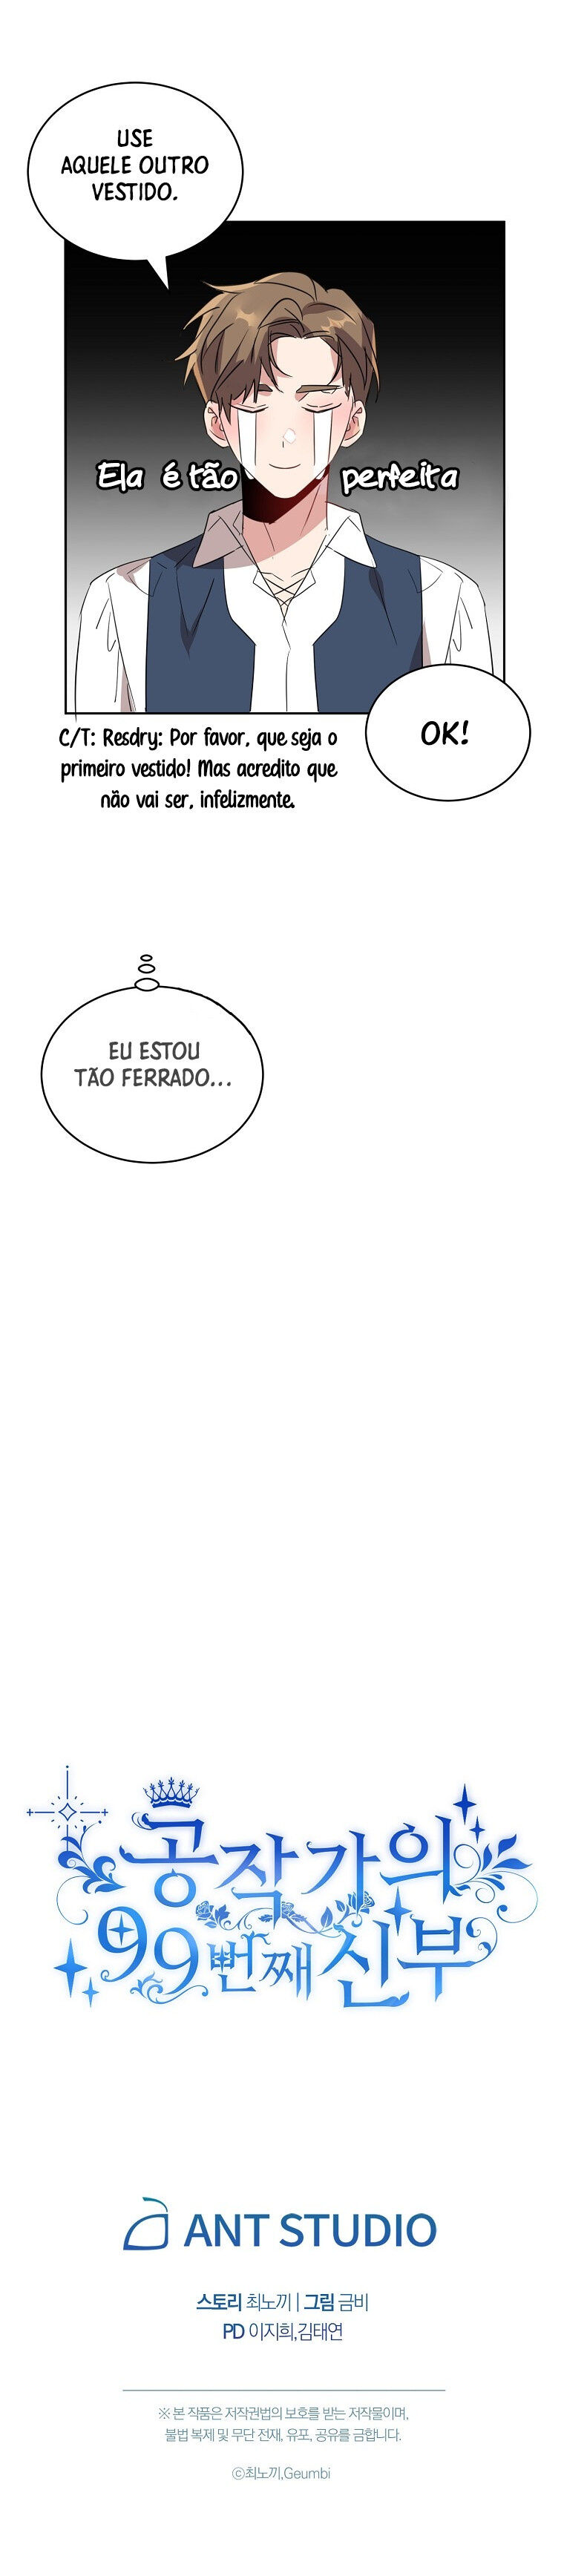 USE
AQUELE OUTRO
VESTIDO.
Ela é tão perfeita
C/T: Resdry: Por favor, que seja o
primeiro vestido! Mas acredito que
não vai ser, infelizmente.
OK!
EU ESTOU
TÃO FERRADO...
공작가의
99번째 신부
ANT STUDIO
스토리 최노끼 | 그림 금비
PD 이지희,김태연
※ 본 작품은 저작권법의 보호를 받는 저작물이며,
불법 복제 및 무단 전재, 유포, 공유를 금합니다.
©최노끼,Geumbi